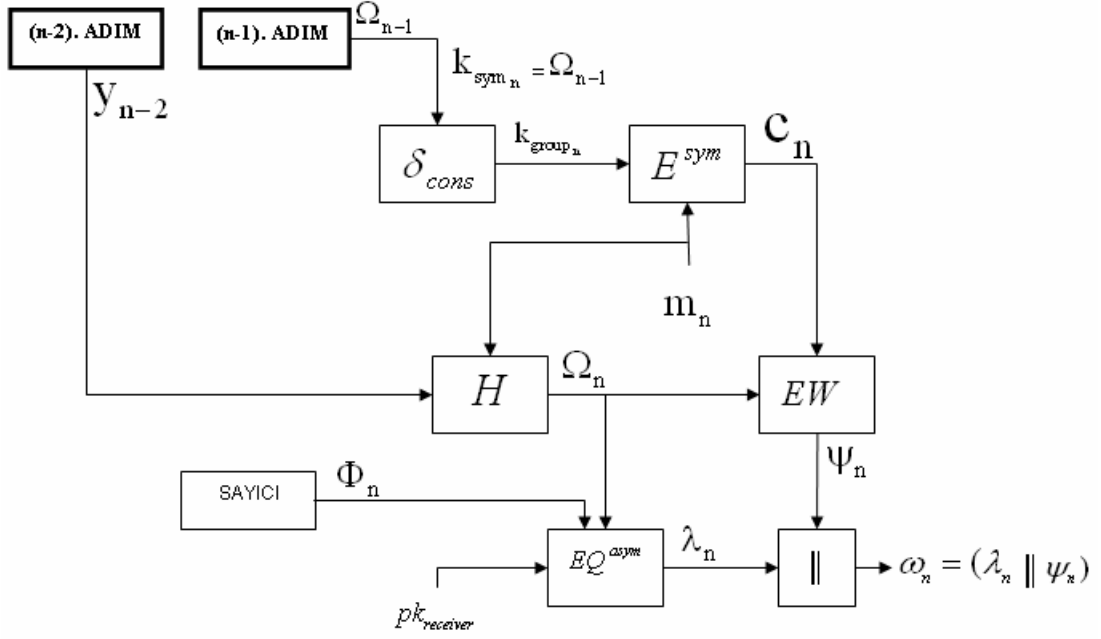 (n-2). ADIM
(n-1). ADIM
Ω_{n-1}
y_{n-2}
k_{sym_n} = Ω_{n-1}
δ_{cons}
k_{group_n}
E^{sym}
c_n
m_n
H
Ω_n
EW
ψ_n
SAYICI
Φ_n
EQ^{asym}
λ_n
||
ω_n = (λ_n || ψ_n)
pk_{receiver}